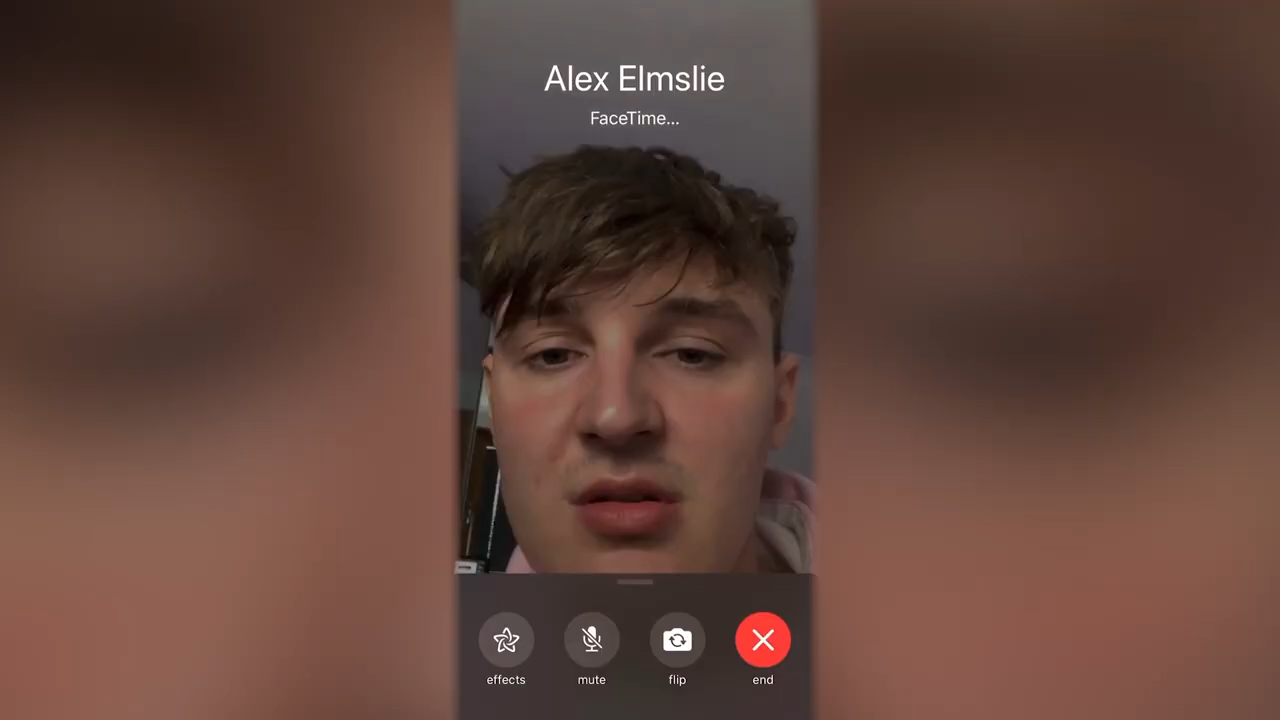 Alex Elmslie
FaceTime...
effects
mute
flip
end